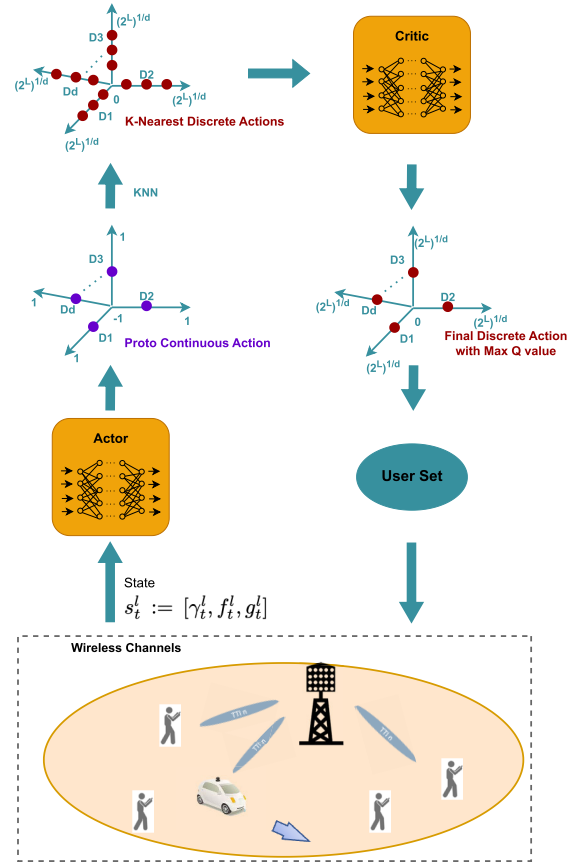 (2^L)^1/d
D3
D2
(2^L)^1/d
Dd
0
(2^L)^1/d
D1
(2^L)^1/d
K-Nearest Discrete Actions
Critic
KNN
1
D3
D2
Dd
1
-1
1
D1
1
Proto Continuous Action
(2^L)^1/d
D3
D2
Dd
(2^L)^1/d
0
(2^L)^1/d
D1
(2^L)^1/d
Final Discrete Action
with Max Q value
Actor
User Set
State
s_t^l := [γ_t^l, f_t^l, g_t^l]
Wireless Channels
TTI n
TTI n
TTI n